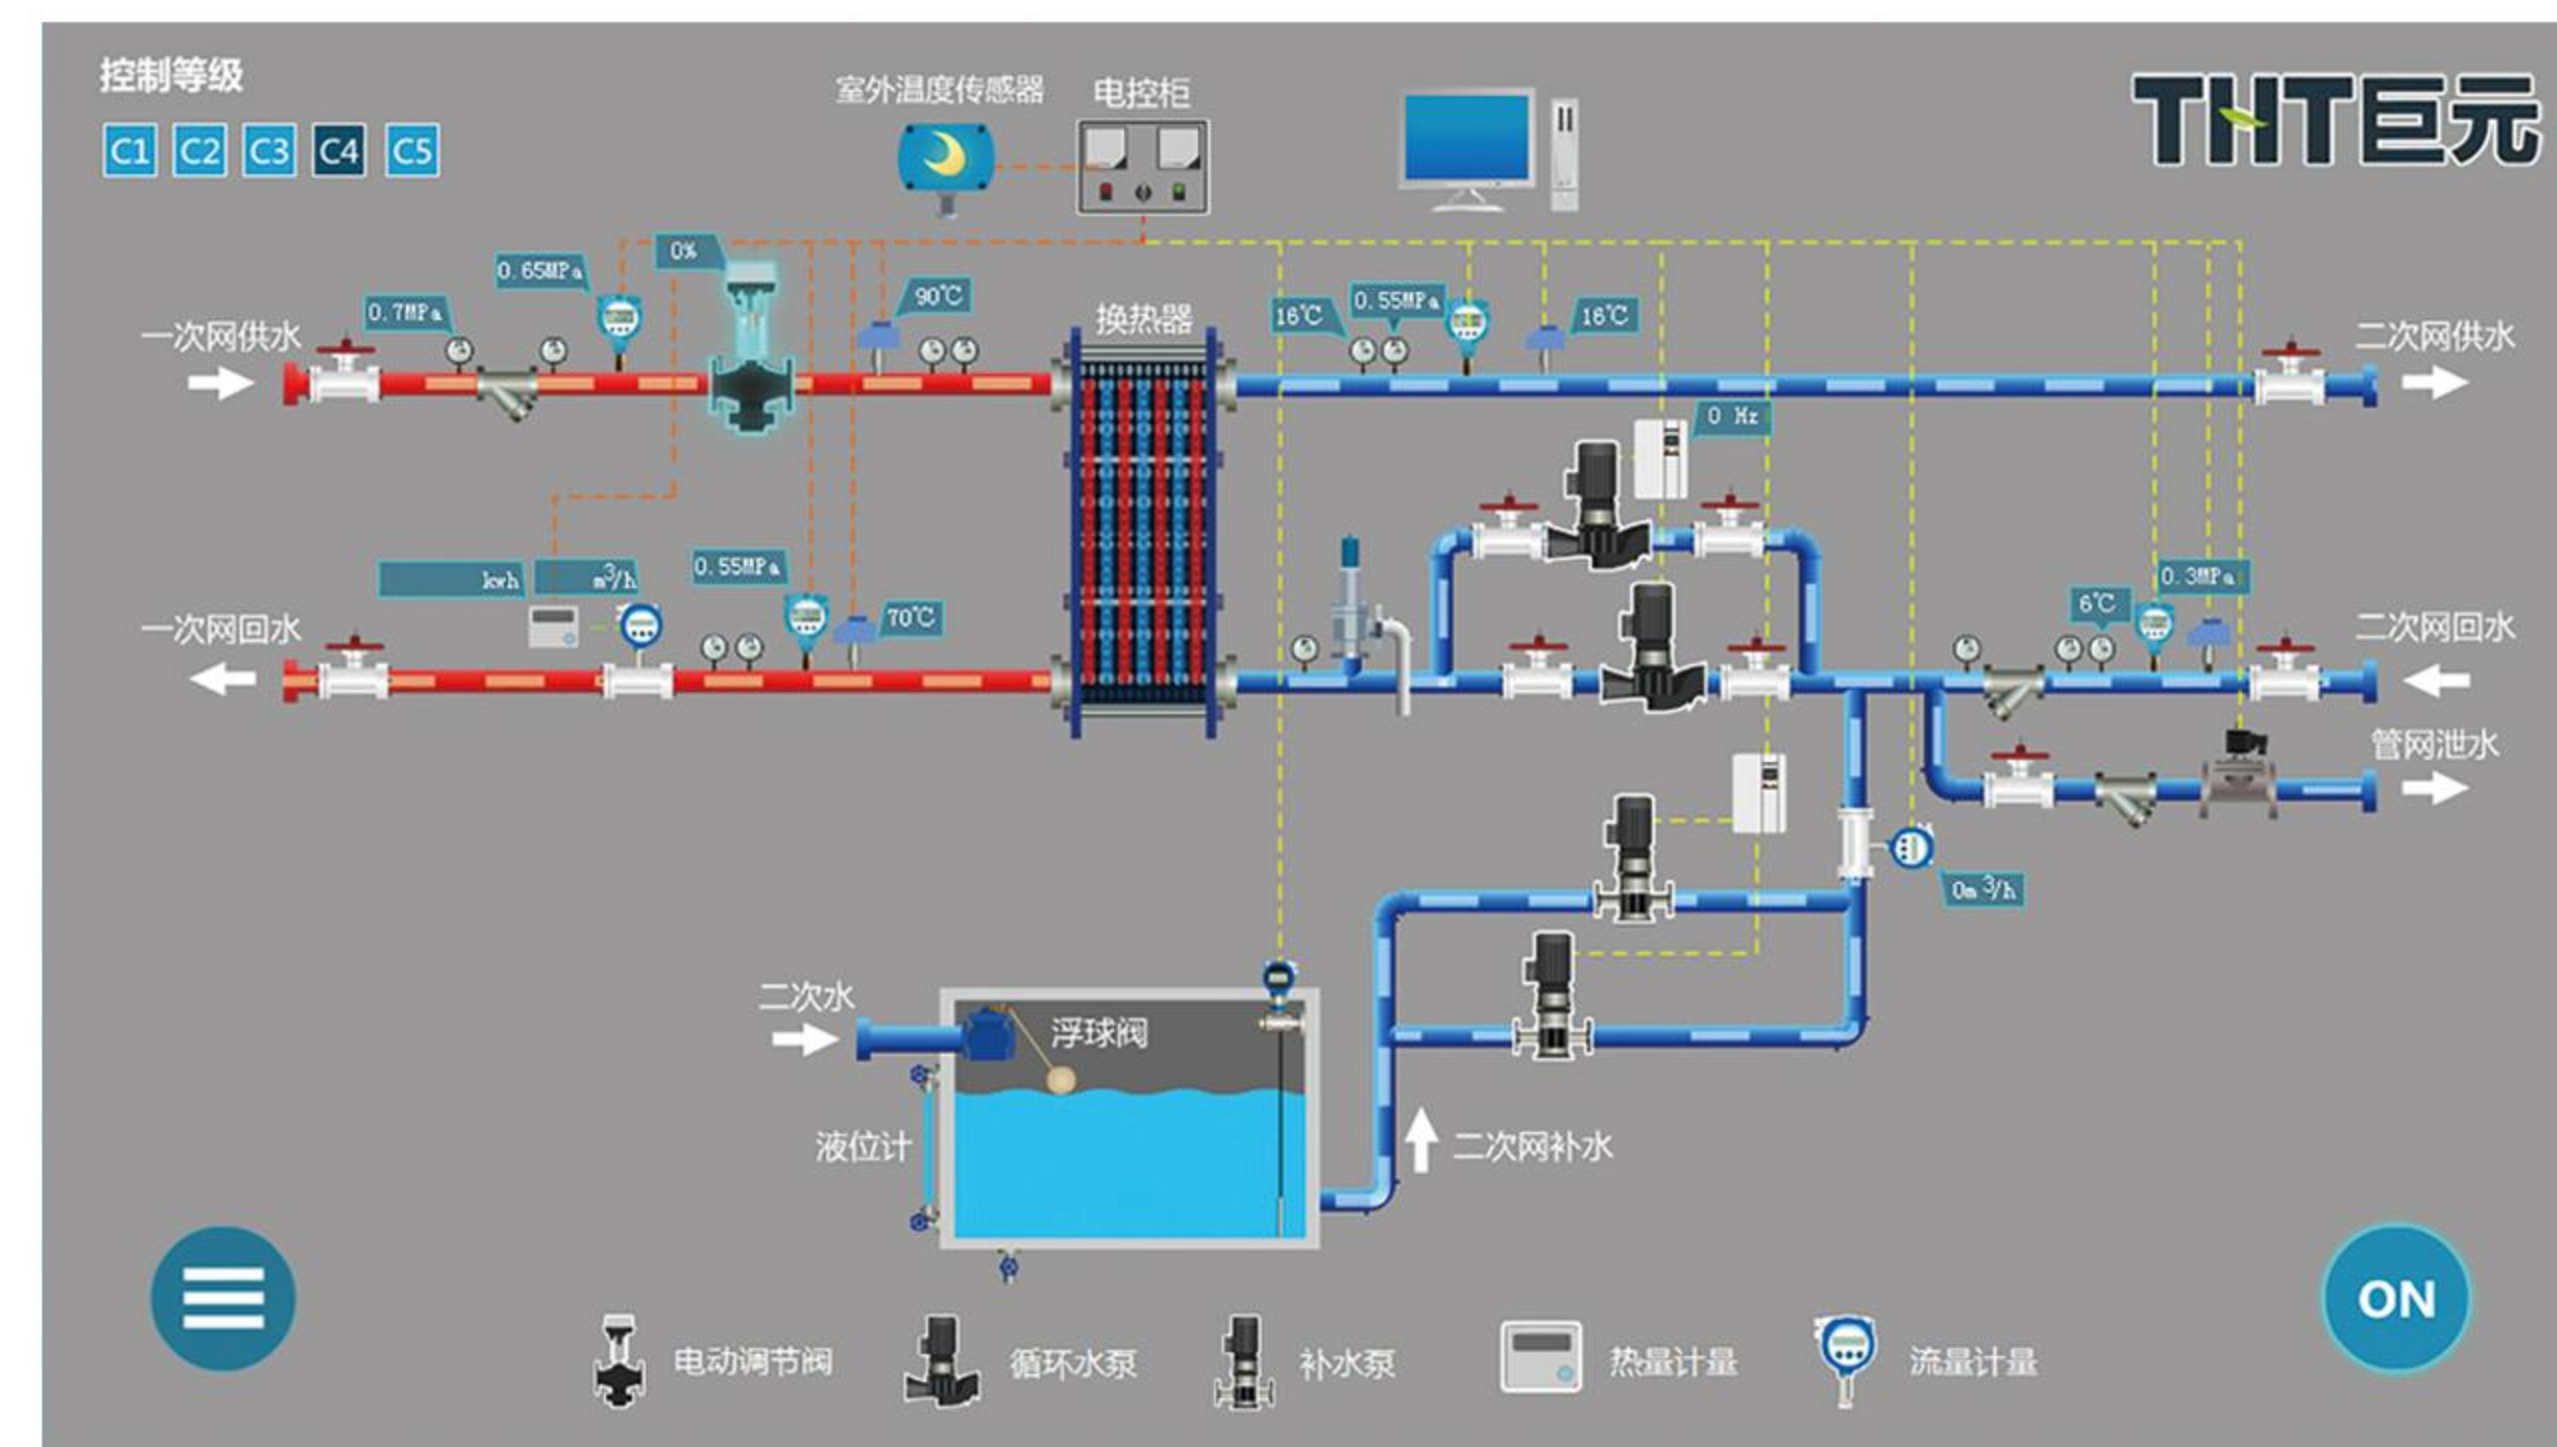 控制等级
C1 C2 C3 C4 C5
室外温度传感器
电控柜
THT巨元
0%
0.65MPa
0.7MPa
90℃
换热器
16℃
0.55MPa
16℃
一次网供水
二次网供水
0 Hz
kwh
m³/h
0.55MPa
70℃
一次网回水
6℃
0.3MPa
二次网回水
管网泄水
0m³/h
二次水
浮球阀
液位计
二次网补水
ON
电动调节阀
循环水泵
补水泵
热量计量
流量计量